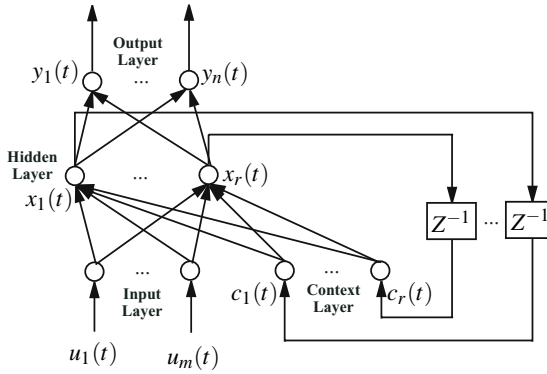 Output
Layer
y₁(t) ... yₙ(t)
Hidden
Layer
x₁(t) ... xᵣ(t)
Z⁻¹ ... Z⁻¹
... ... ...
Input
Layer
c₁(t) Context
Layer cᵣ(t)
u₁(t) uₘ(t)